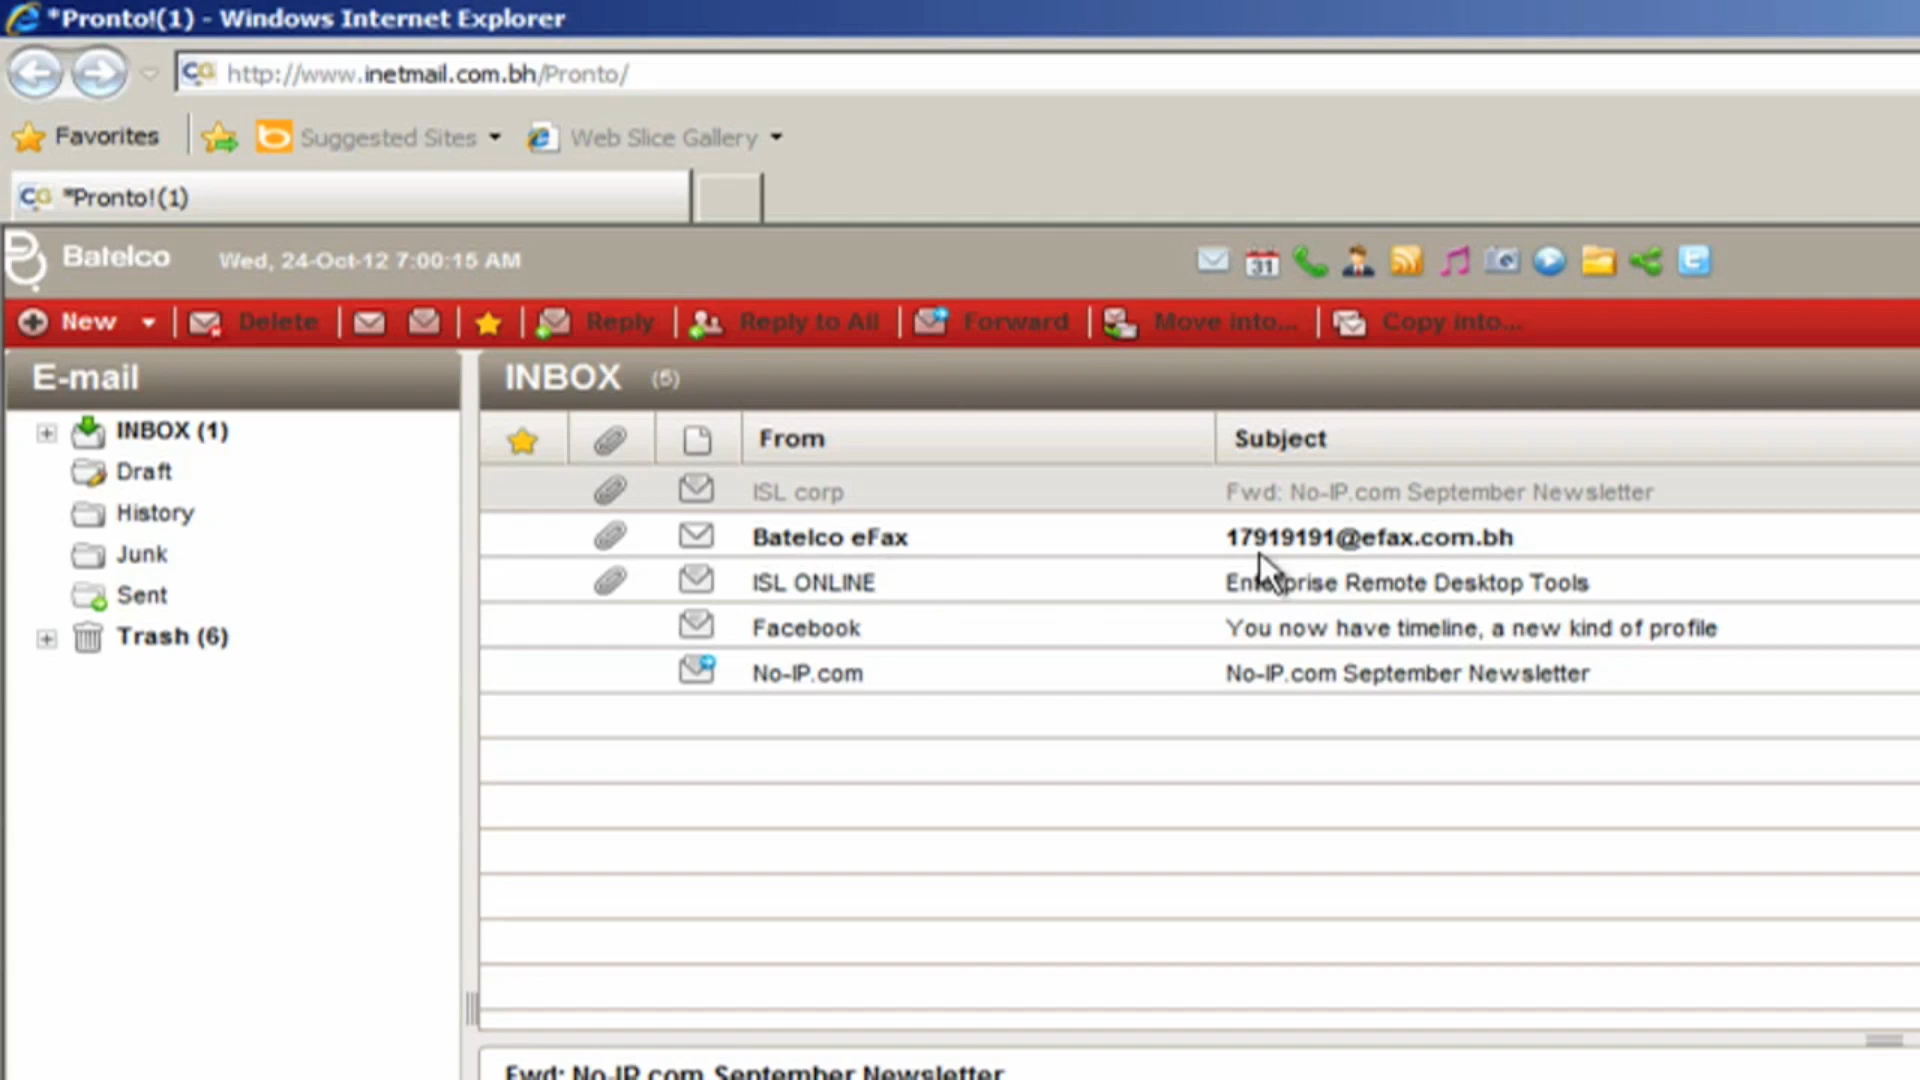 *Pronto!(1) - Windows Internet Explorer
http://www.inetmail.com.bh/Pronto/
Favorites Suggested Sites Web Slice Gallery
*Pronto!(1)
Batelco Wed, 24-Oct-12 7:00:15 AM 31
New Delete Reply Reply to All Forward Move into... Copy into...
E-mail INBOX (5)
INBOX (1)
Draft
History
Junk
Sent
Trash (6)
From Subject
ISL corp Fwd: No-IP.com September Newsletter
Batelco eFax 17919191@efax.com.bh
ISL ONLINE Enterprise Remote Desktop Tools
Facebook You now have timeline, a new kind of profile
No-IP.com No-IP.com September Newsletter
Fwd: No-IP.com September Newsletter